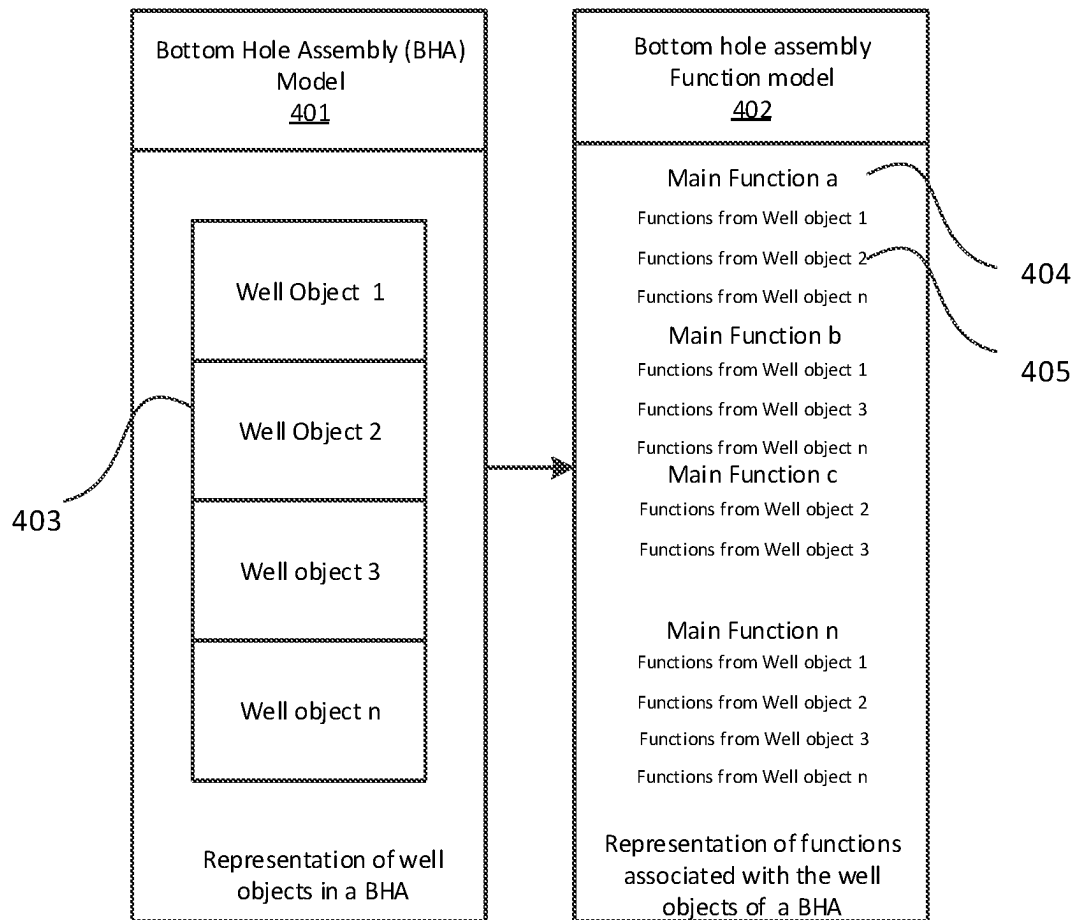 Bottom Hole Assembly (BHA)
Model
401
Well Object 1
Well Object 2
Well object 3
Well object n
Representation of well
objects in a BHA
403
Bottom hole assembly
Function model
402
Main Function a
Functions from Well object 1
Functions from Well object 2
Functions from Well object n
Main Function b
Functions from Well object 1
Functions from Well object 3
Functions from Well object n
Main Function c
Functions from Well object 2
Functions from Well object 3
Main Function n
Functions from Well object 1
Functions from Well object 2
Functions from Well object 3
Functions from Well object n
Representation of functions
associated with the well
objects of a BHA
404
405